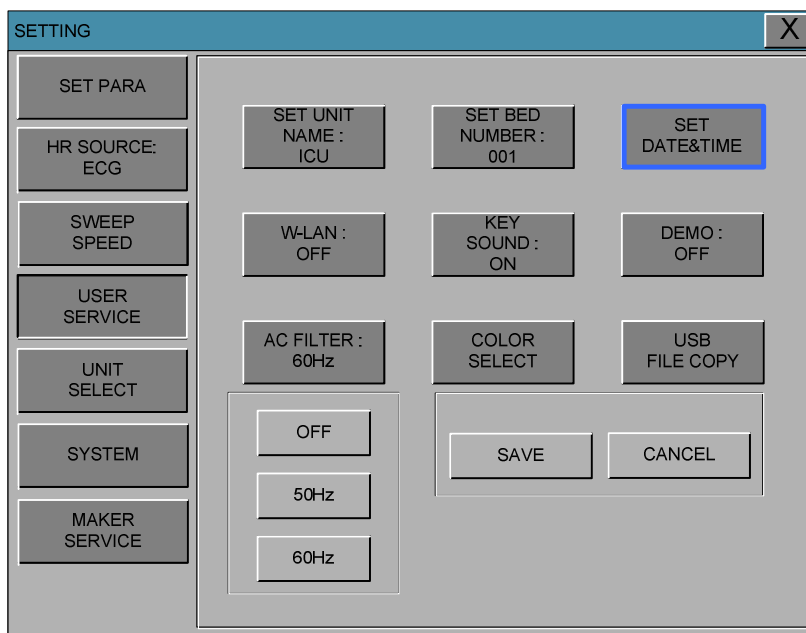 SETTING
X
SET PARA
HR SOURCE:
ECG
SWEEP
SPEED
USER
SERVICE
UNIT
SELECT
SYSTEM
MAKER
SERVICE
SET UNIT
NAME :
ICU
SET BED
NUMBER :
001
SET
DATE&TIME
W-LAN :
OFF
KEY
SOUND :
ON
DEMO :
OFF
AC FILTER :
60Hz
COLOR
SELECT
USB
FILE COPY
OFF
50Hz
60Hz
SAVE
CANCEL